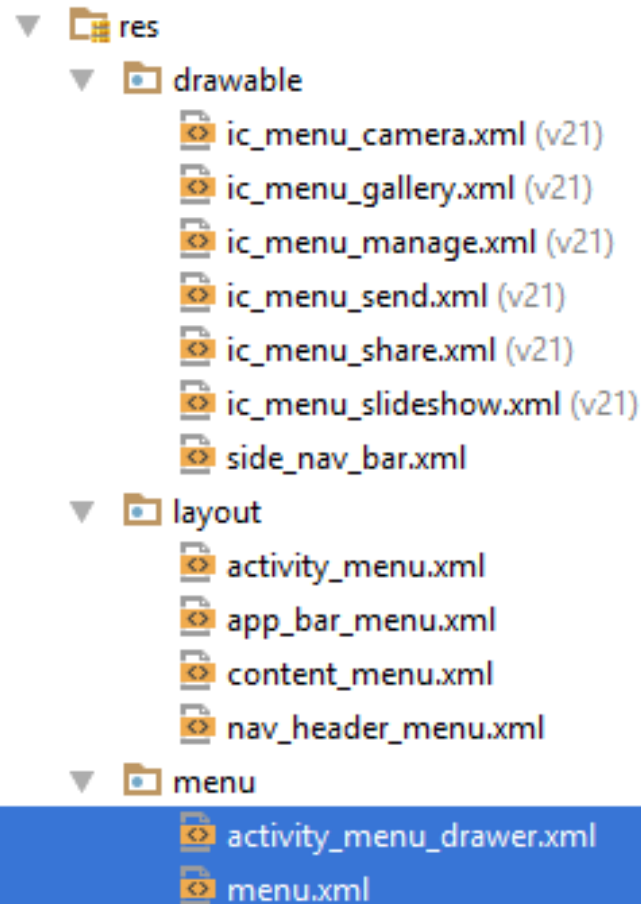 res
drawable
ic_menu_camera.xml (v21)
ic_menu_gallery.xml (v21)
ic_menu_manage.xml (v21)
ic_menu_send.xml (v21)
ic_menu_share.xml (v21)
ic_menu_slideshow.xml (v21)
side_nav_bar.xml
layout
activity_menu.xml
app_bar_menu.xml
content_menu.xml
nav_header_menu.xml
menu
activity_menu_drawer.xml
menu.xml